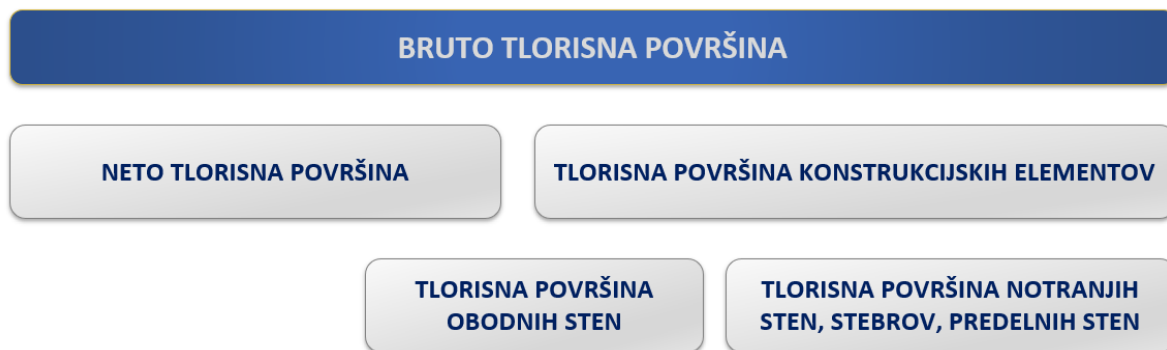 BRUTO TLORISNA POVRŠINA
NETO TLORISNA POVRŠINA
TLORISNA POVRŠINA KONSTRUKCIJSKIH ELEMENTOV
TLORISNA POVRŠINA
OBODNIH STEN
TLORISNA POVRŠINA NOTRANJIH
STEN, STEBROV, PREDELNIH STEN